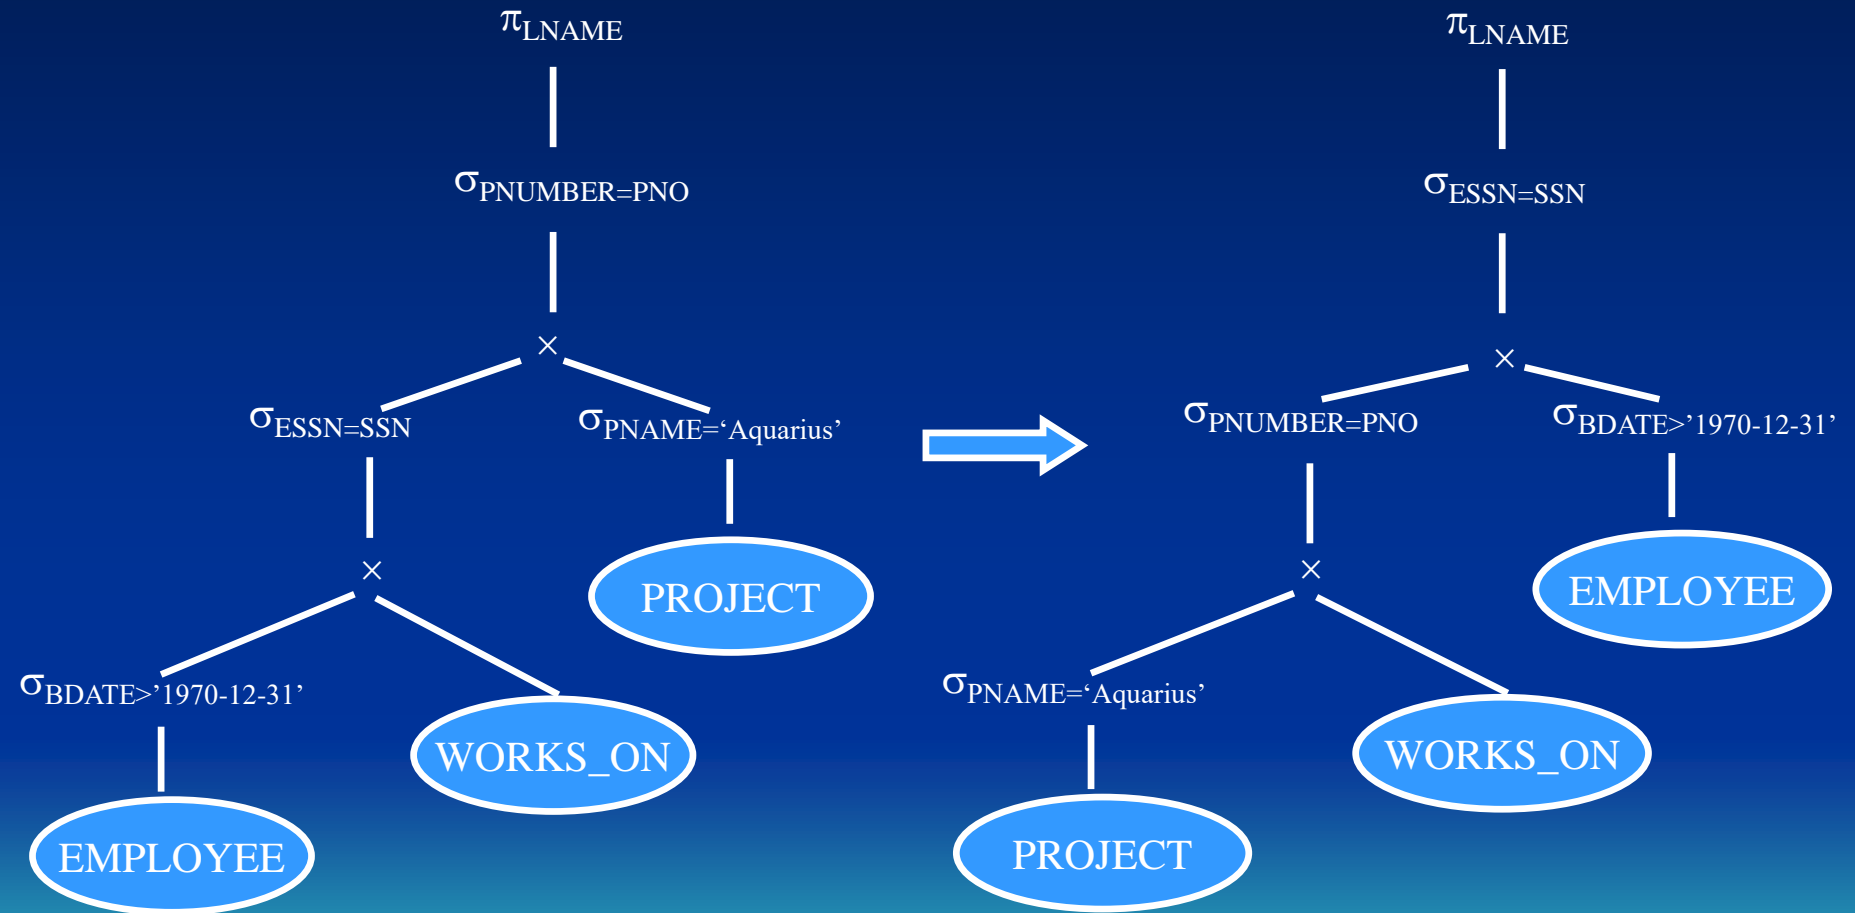 πLNAME
σPNUMBER=PNO
×
σESSN=SSN
σPNAME=‘Aquarius’
PROJECT
×
σBDATE>’1970-12-31’
WORKS_ON
EMPLOYEE
πLNAME
σESSN=SSN
×
σPNUMBER=PNO
σBDATE>’1970-12-31’
EMPLOYEE
×
σPNAME=‘Aquarius’
WORKS_ON
PROJECT